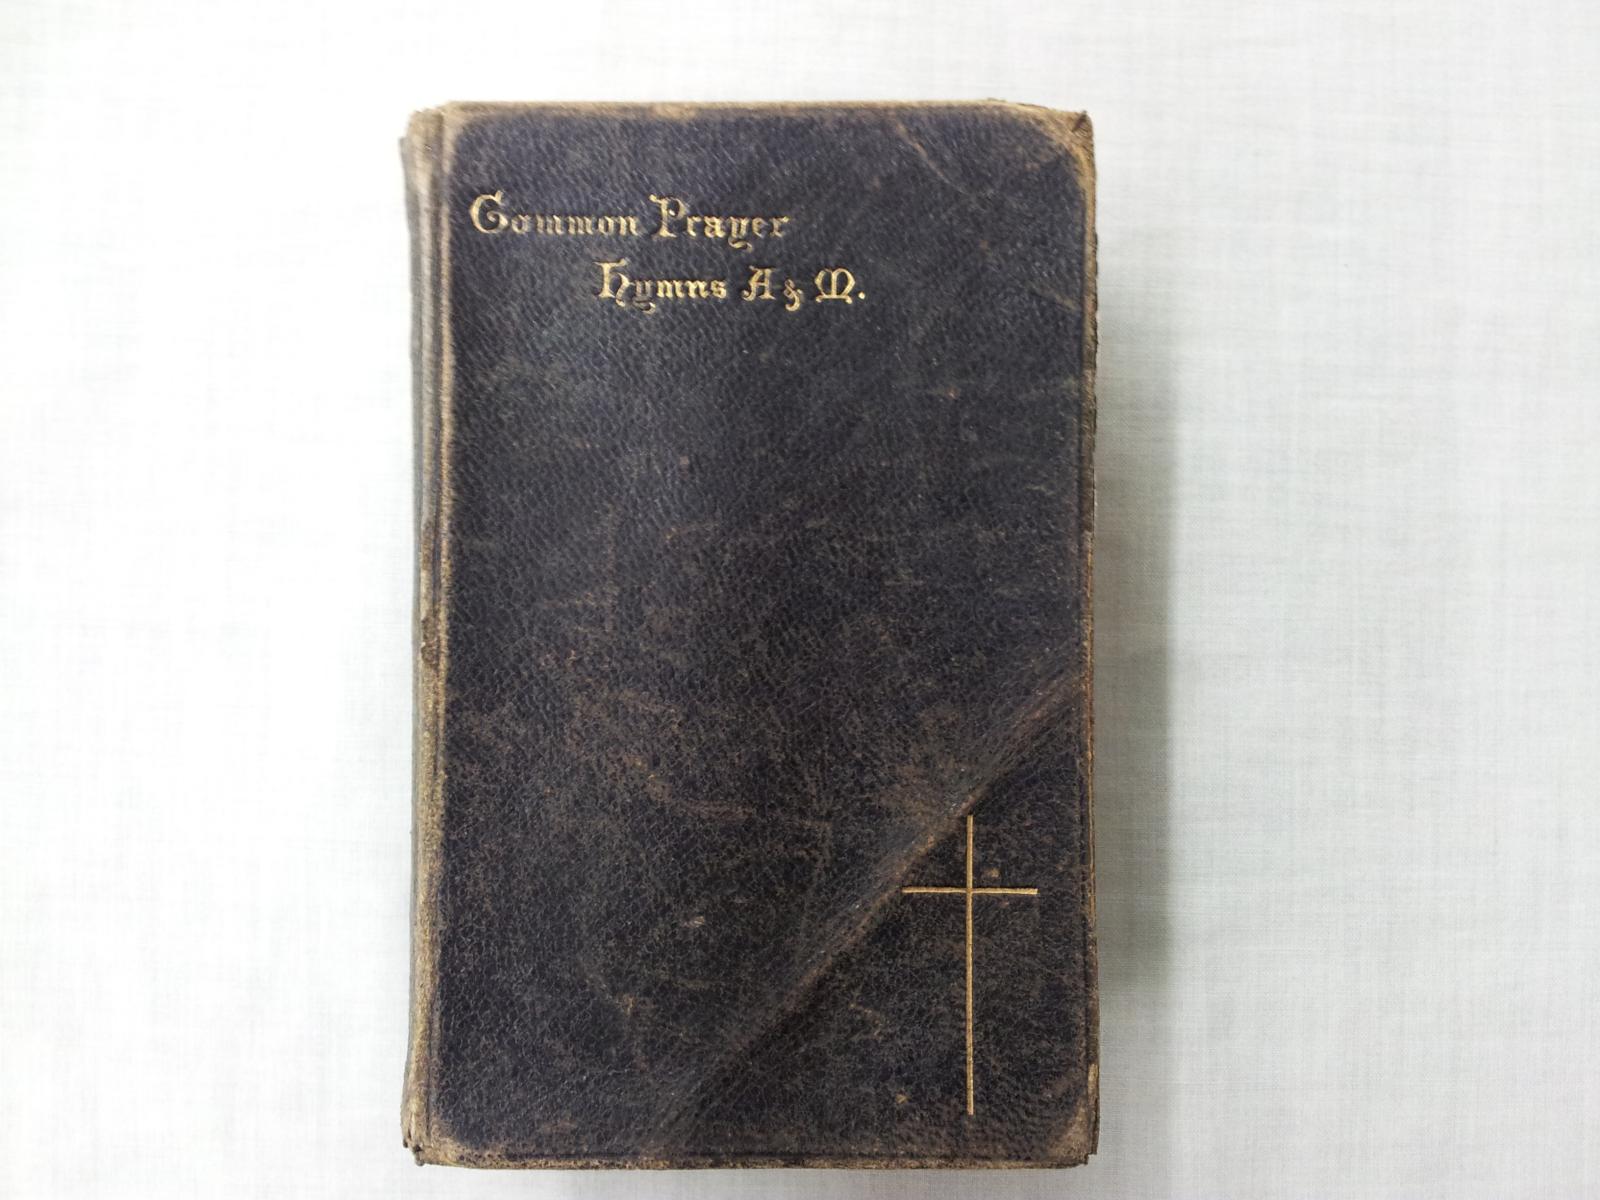 Common Prayer
Hymns A & M.